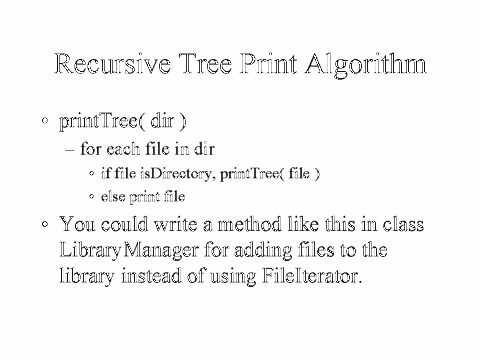 Recursive Tree Print Algorithm
◦ printTree( dir )
– for each file in dir
◦ if file isDirectory, printTree( file )
◦ else print file
◦ You could write a method like this in class
LibraryManager for adding files to the
library instead of using FileIterator.